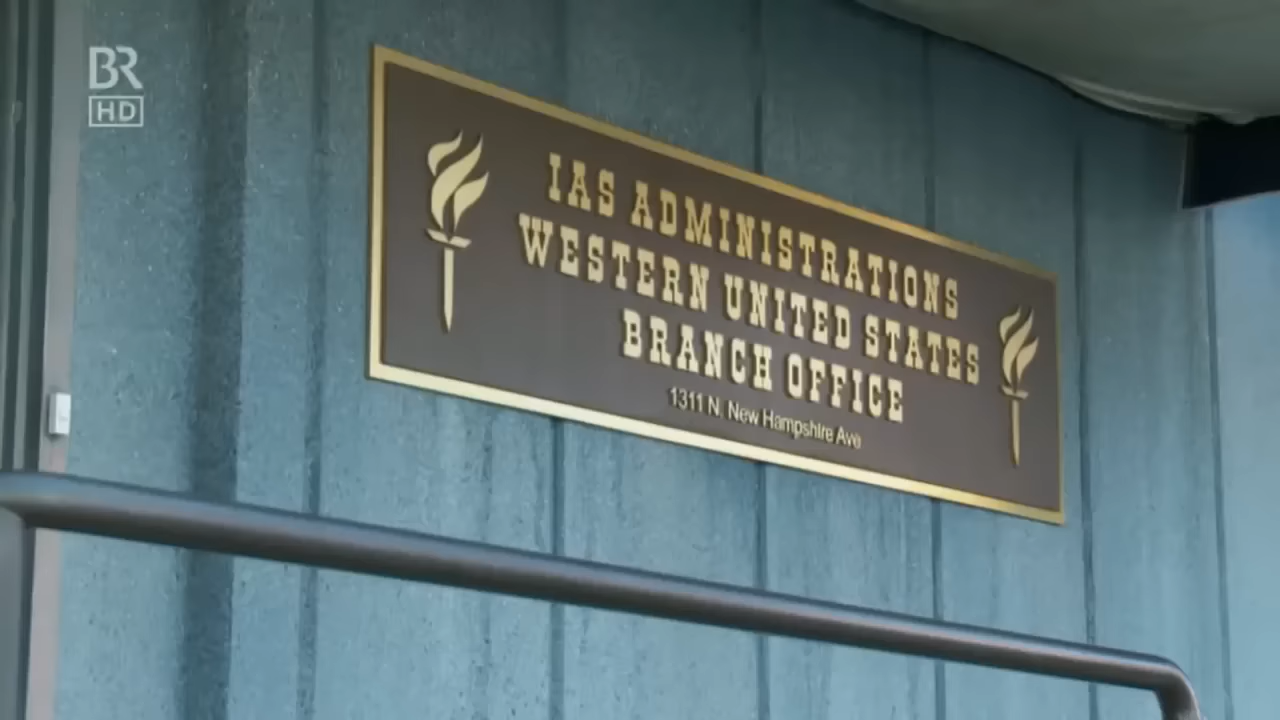 BR
HD
IAS ADMINISTRATIONS
WESTERN UNITED STATES
BRANCH OFFICE
1311 N. New Hampshire Ave